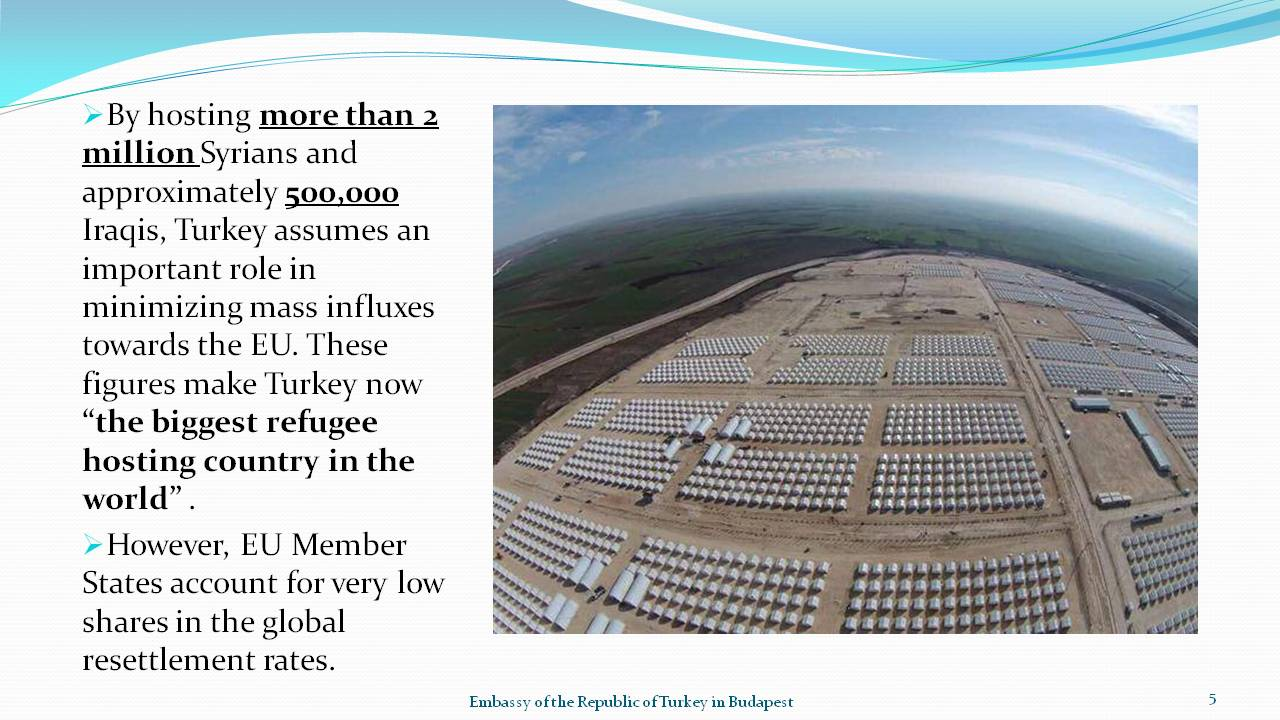 ➢By hosting more than 2
million Syrians and
approximately 500,000
Iraqis, Turkey assumes an
important role in
minimizing mass influxes
towards the EU. These
figures make Turkey now
“the biggest refugee
hosting country in the
world” .
➢However, EU Member
States account for very low
shares in the global
resettlement rates.
Embassy of the Republic of Turkey in Budapest
5